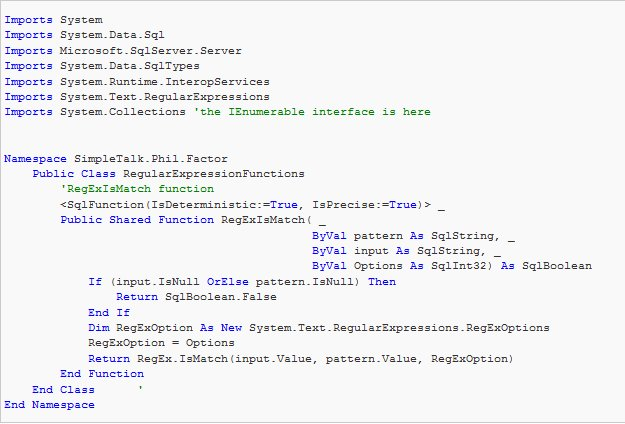 Imports System
Imports System.Data.Sql
Imports Microsoft.SqlServer.Server
Imports System.Data.SqlTypes
Imports System.Runtime.InteropServices
Imports System.Text.RegularExpressions
Imports System.Collections 'the IEnumerable interface is here
Namespace SimpleTalk.Phil.Factor
    Public Class RegularExpressionFunctions
        'RegExIsMatch function
        <SqlFunction(IsDeterministic:=True, IsPrecise:=True)> _
        Public Shared Function RegExIsMatch( _
                                            ByVal pattern As SqlString, _
                                            ByVal input As SqlString, _
                                            ByVal Options As SqlInt32) As SqlBoolean
            If (input.IsNull OrElse pattern.IsNull) Then
                Return SqlBoolean.False
            End If
            Dim RegExOption As New System.Text.RegularExpressions.RegExOptions
            RegExOption = Options
            Return RegEx.IsMatch(input.Value, pattern.Value, RegExOption)
        End Function
    End Class      '
End Namespace